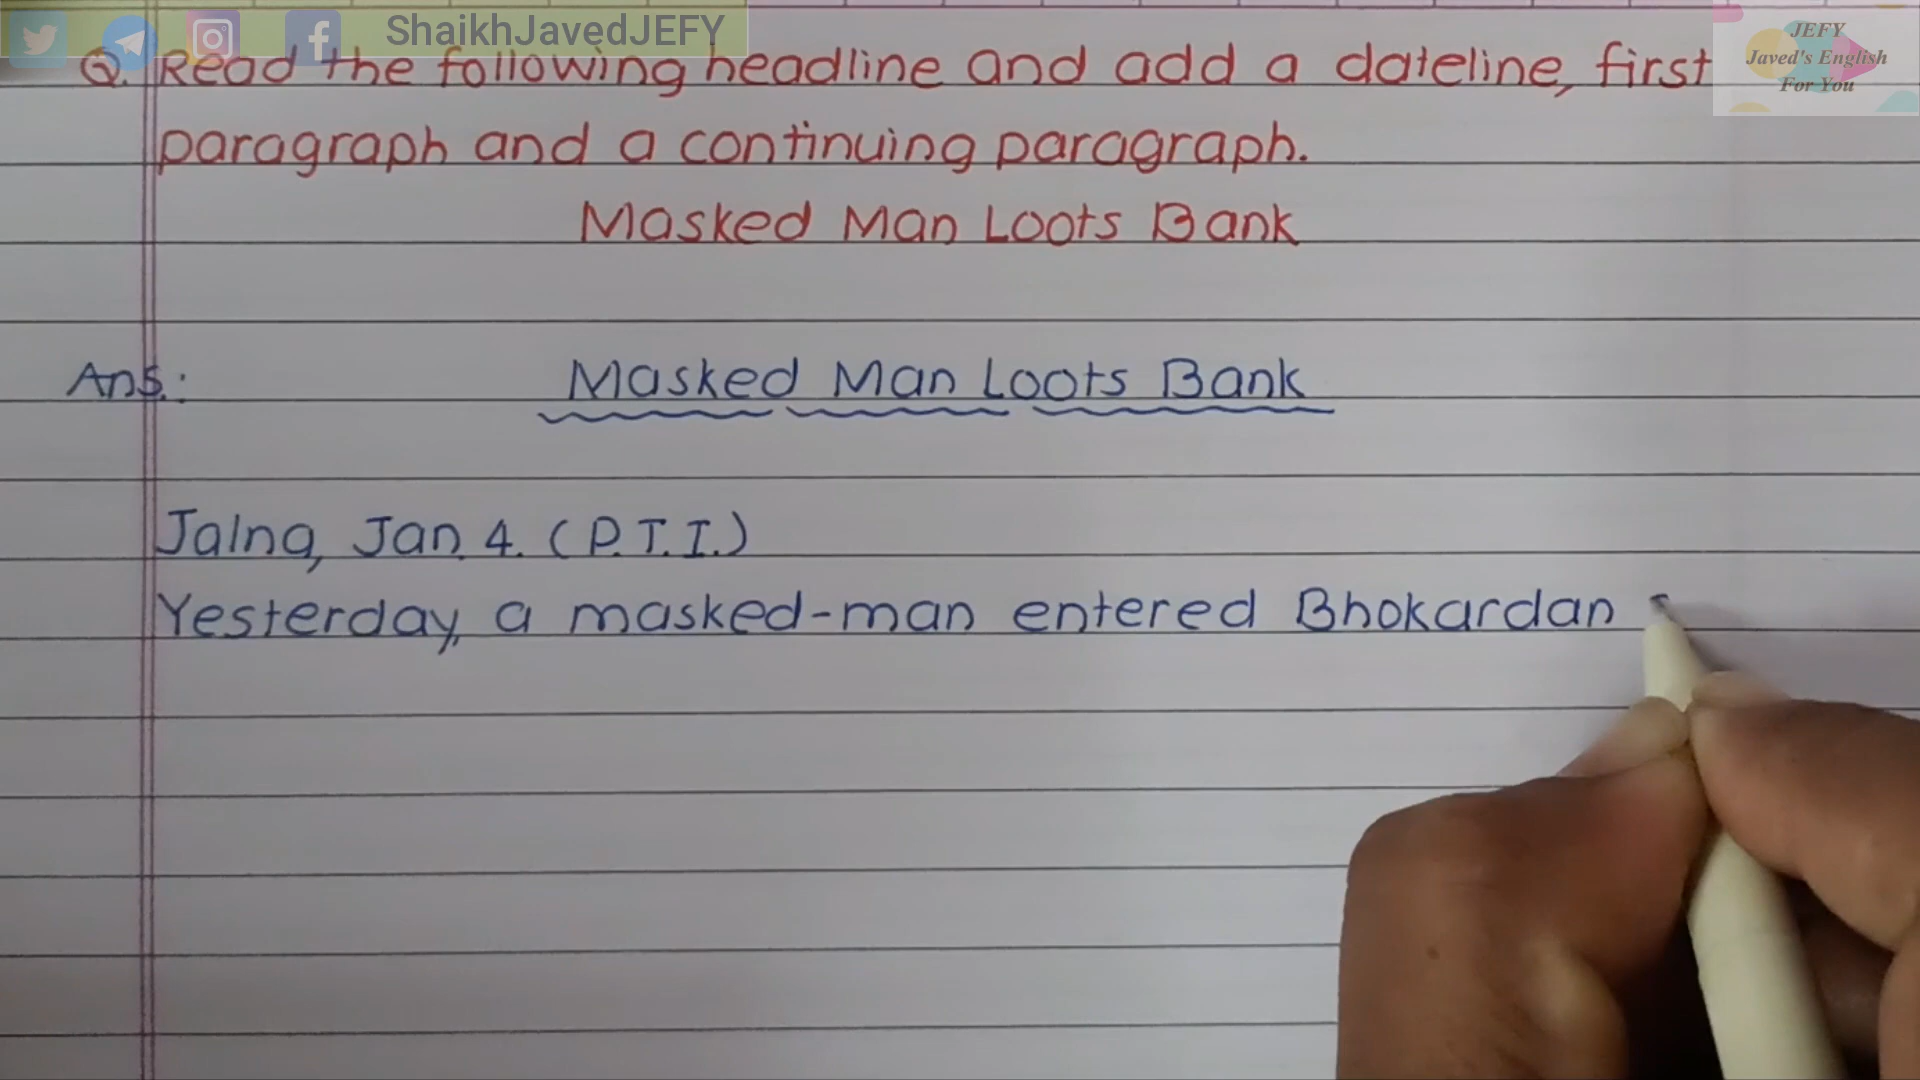 ShaikhJavedJEFY
JEFY
Javed's English
For You
Q. Read the following headline and add a dateline, first
paragraph and a continuing paragraph.
Masked Man Loots Bank
Ans.: Masked Man Loots Bank
Jalna, Jan. 4. (P.T.I.)
Yesterday, a masked-man entered Bhokardan